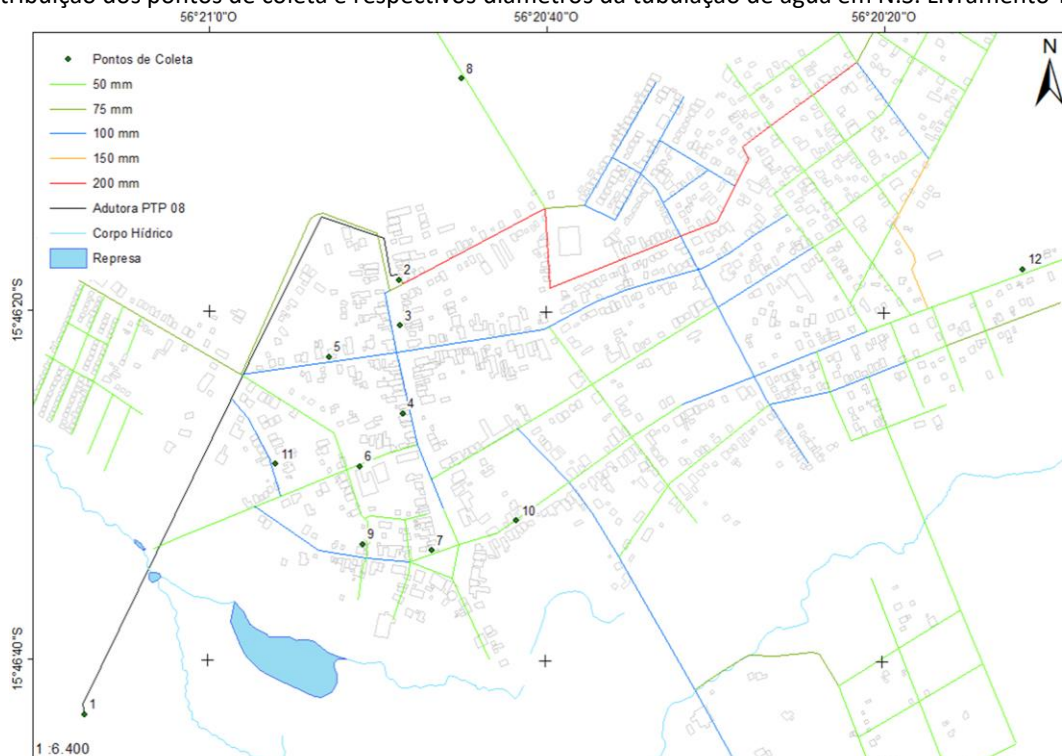 tribuição dos pontos de coleta e respectivos diâmetros da tubulação de água em N.S. Livramento
56°21'0"O 56°20'40"O 56°20'20"O
N
Pontos de Coleta
50 mm
75 mm
100 mm
150 mm
200 mm
Adutora PTP 08
Corpo Hídrico
Represa
8
2
12
15°46'20"S
3
5
4
11
6
10
9
7
15°46'40"S
1
1 :6.400